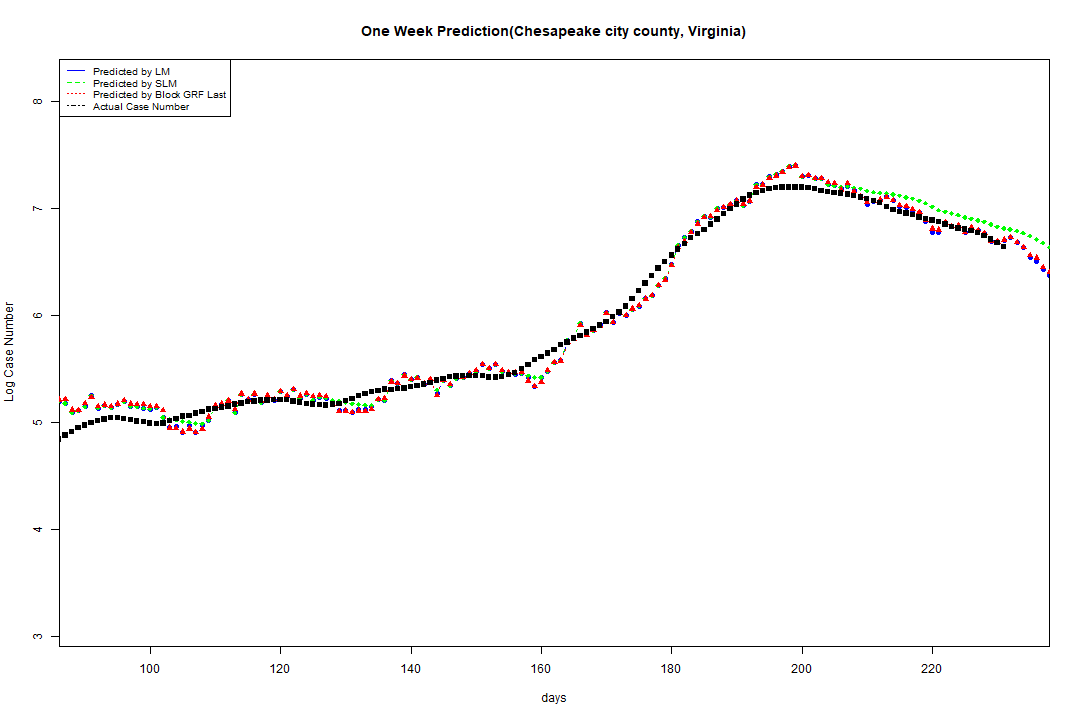 One Week Prediction(Chesapeake city county, Virginia)
Predicted by LM
Predicted by SLM
Predicted by Block GRF Last
Actual Case Number
Log Case Number
8
7
6
5
4
3
100 120 140 160 180 200 220
days